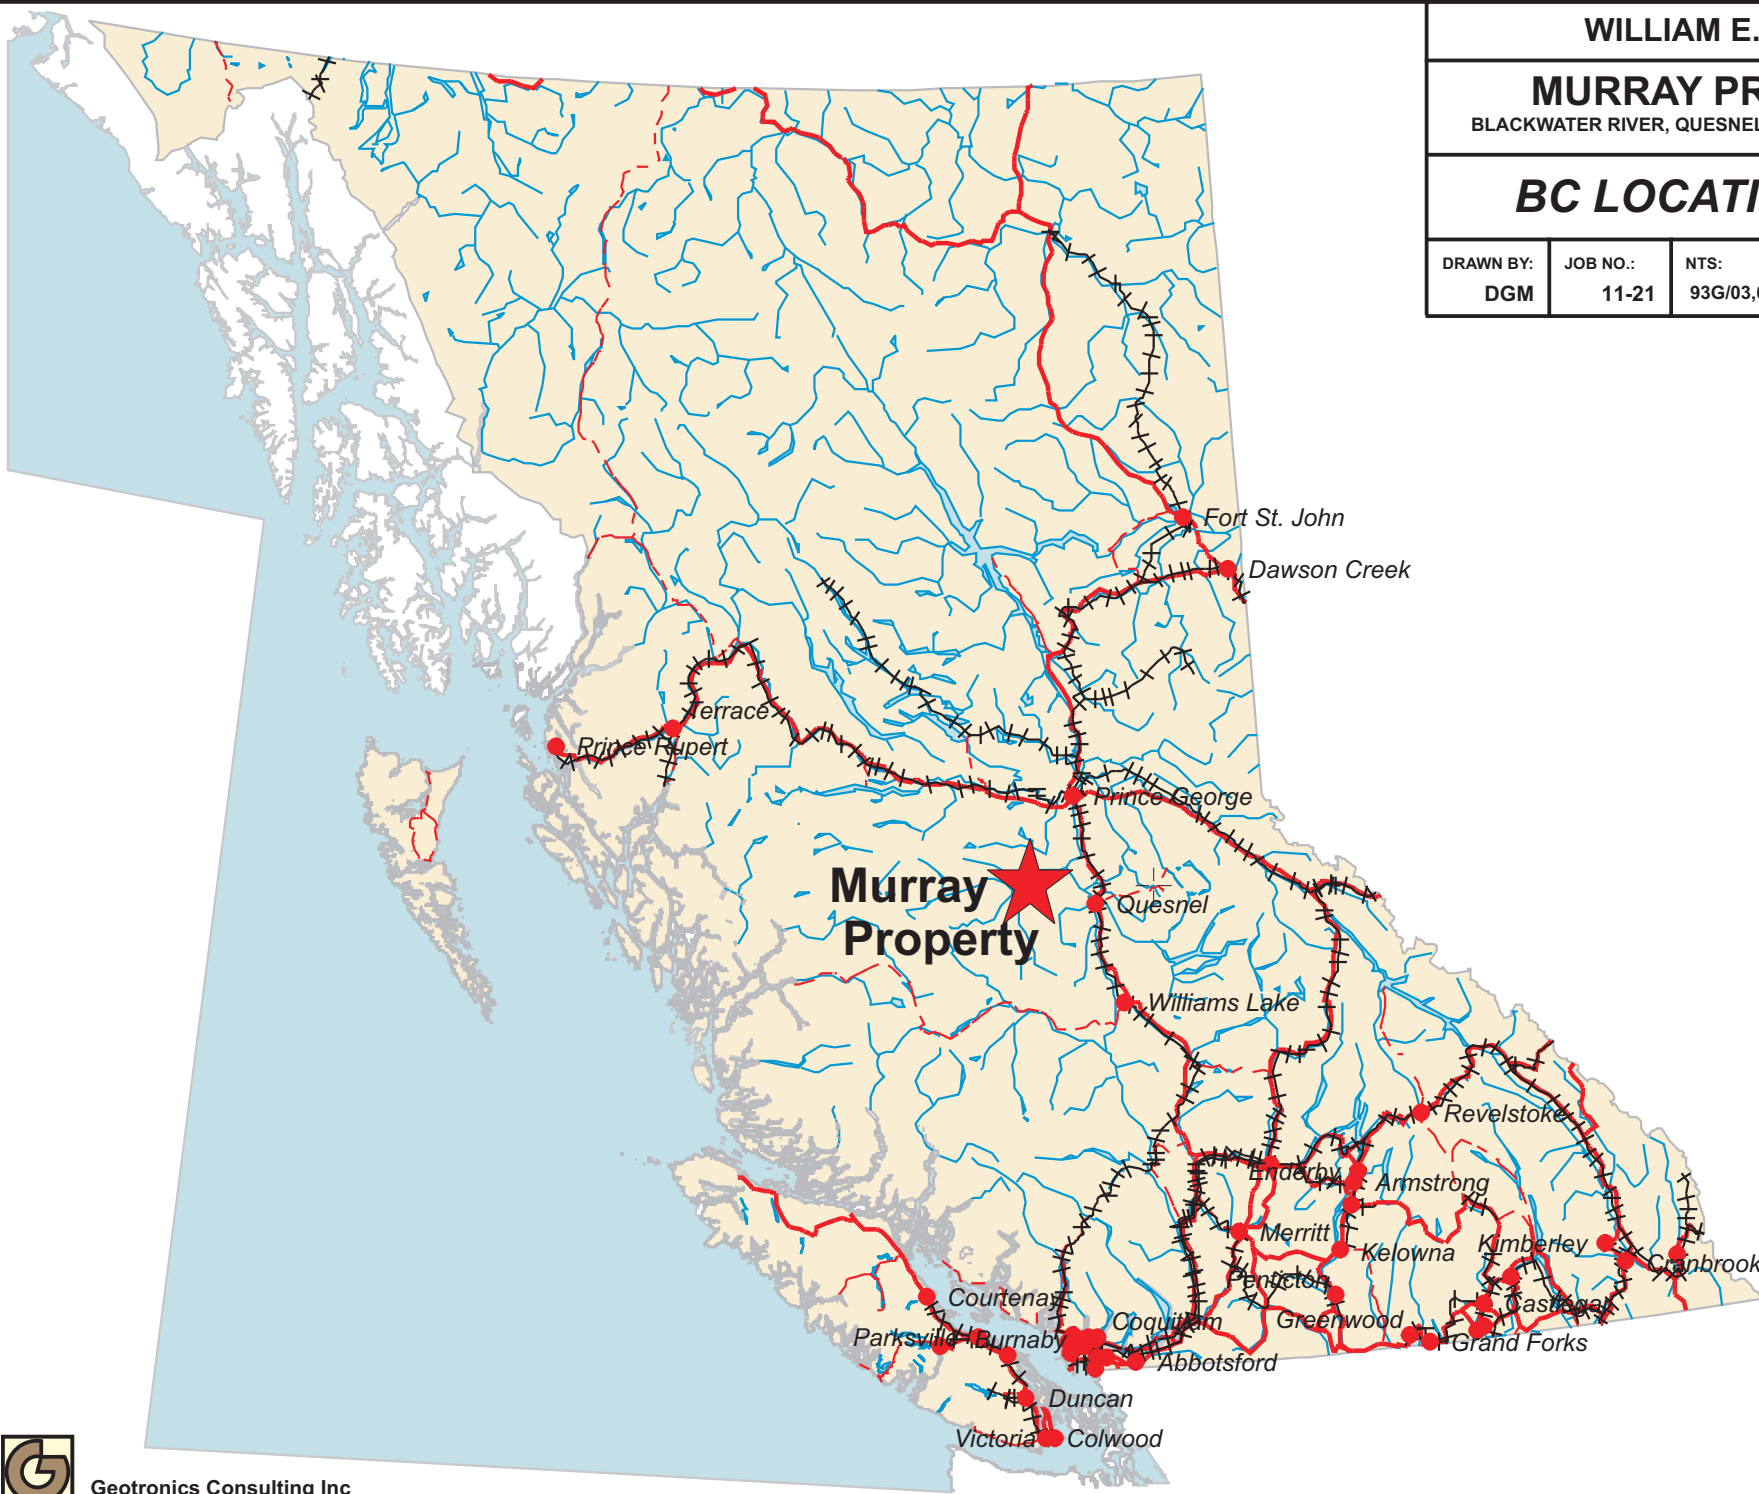 WILLIAM E.
MURRAY PR
BLACKWATER RIVER, QUESNEL
BC LOCATI
DRAWN BY:
DGM
JOB NO.:
11-21
NTS:
93G/03,
Fort St. John
Dawson Creek
Terrace
Prince Rupert
Prince George
Murray
Property
Quesnel
Williams Lake
Revelstoke
Enderby
Armstrong
Merritt
Kelowna
Kimberley
Cranbrook
Penticton
Castlegar
Courtenay
Coquitlam
Greenwood
Parksville
Burnaby
Grand Forks
Abbotsford
Duncan
Victoria
Colwood
Geotronics Consulting Inc